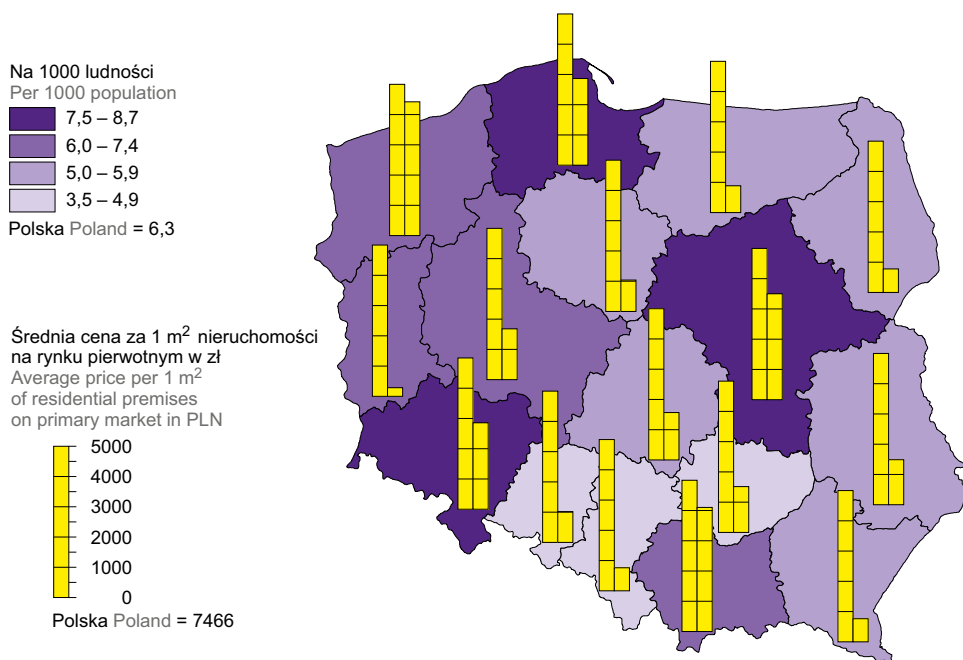 Na 1000 ludności
Per 1000 population
7,5 – 8,7
6,0 – 7,4
5,0 – 5,9
3,5 – 4,9
Polska Poland = 6,3
Średnia cena za 1 m² nieruchomości
na rynku pierwotnym w zł
Average price per 1 m²
of residential premises
on primary market in PLN
5000
4000
3000
2000
1000
0
Polska Poland = 7466